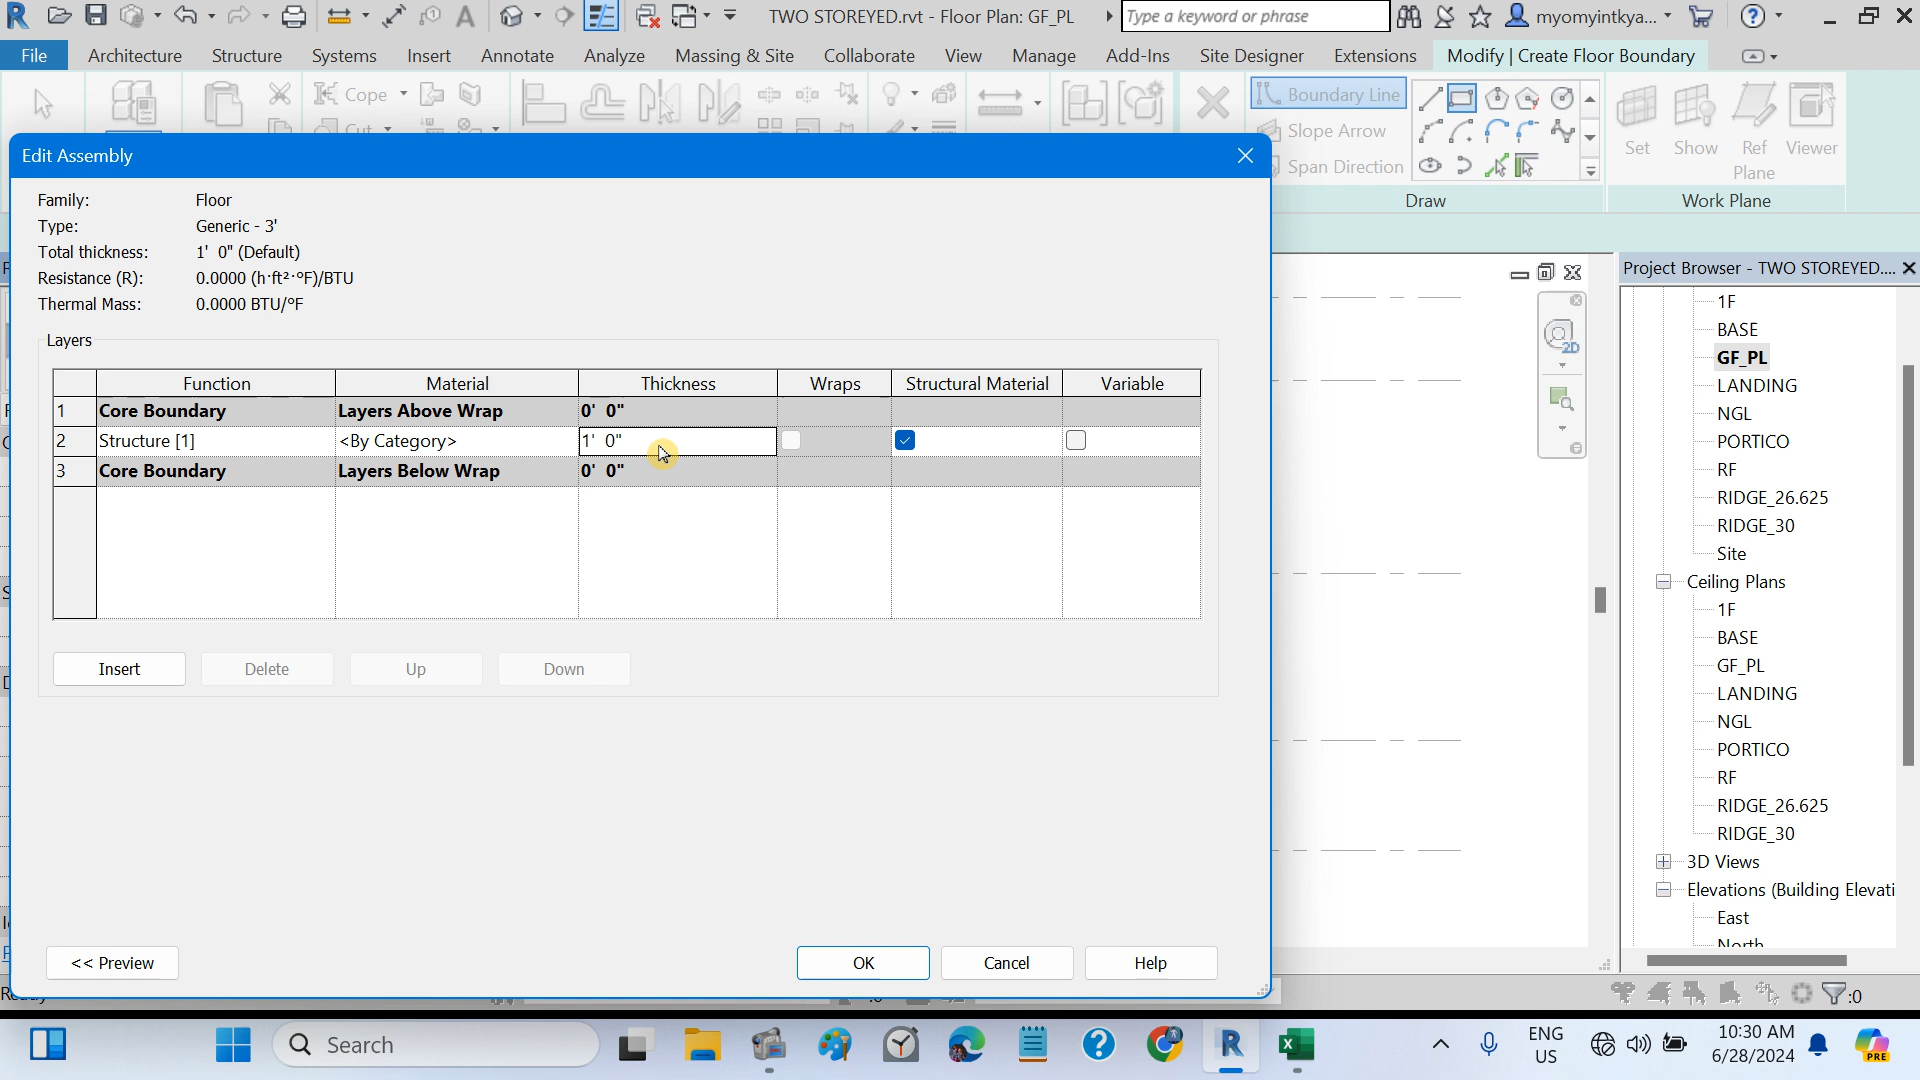 TWO STOREYED.rvt - Floor Plan: GF_PL
Type a keyword or phrase
myomyintkya...
File
Architecture
Structure
Systems
Insert
Annotate
Analyze
Massing & Site
Collaborate
View
Manage
Add-Ins
Site Designer
Extensions
Modify | Create Floor Boundary
Cope
Cut
Boundary Line
Slope Arrow
Span Direction
Draw
Set
Show
Ref
Plane
Viewer
Work Plane
Edit Assembly
Family: Floor
Type: Generic - 3'
Total thickness: 1' 0" (Default)
Resistance (R): 0.0000 (h·ft²·°F)/BTU
Thermal Mass: 0.0000 BTU/°F
Layers
Function Material Thickness Wraps Structural Material Variable
1 Core Boundary Layers Above Wrap 0' 0"
2 Structure [1] <By Category> 1' 0"
3 Core Boundary Layers Below Wrap 0' 0"
Insert Delete Up Down
<< Preview OK Cancel Help
2D
Project Browser - TWO STOREYED....
1F
BASE
GF_PL
LANDING
NGL
PORTICO
RF
RIDGE_26.625
RIDGE_30
Site
Ceiling Plans
1F
BASE
GF_PL
LANDING
NGL
PORTICO
RF
RIDGE_26.625
RIDGE_30
3D Views
Elevations (Building Elevati
East
North
:0
Search
ENG
US
10:30 AM
6/28/2024
PRE